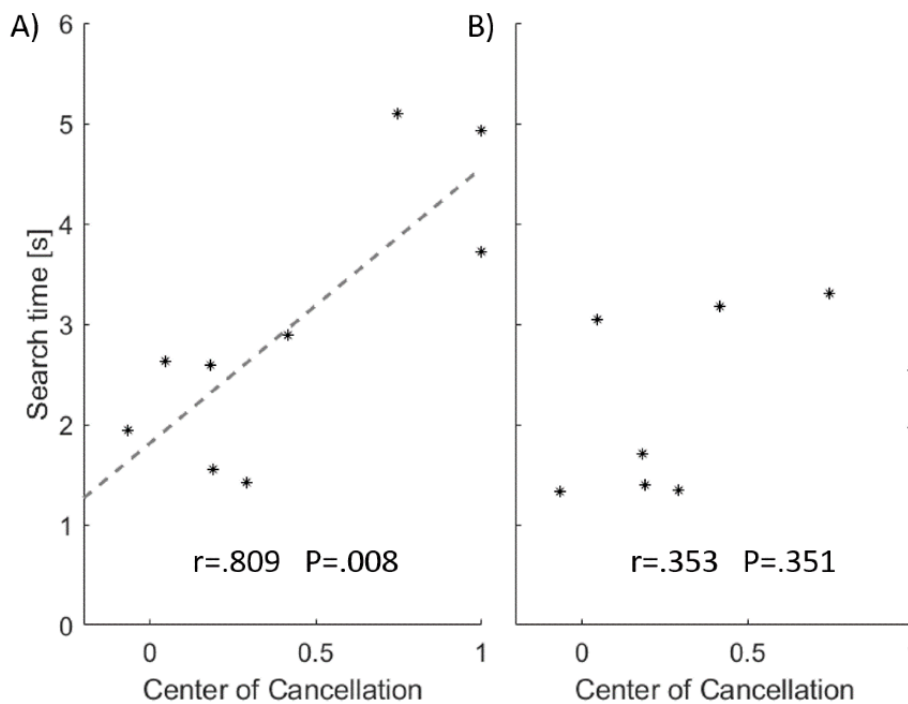 A)
6
5
4
3
2
1
0
Search time [s]
r=.809 P=.008
0 0.5 1
Center of Cancellation
B)
r=.353 P=.351
0 0.5
Center of Cancellation